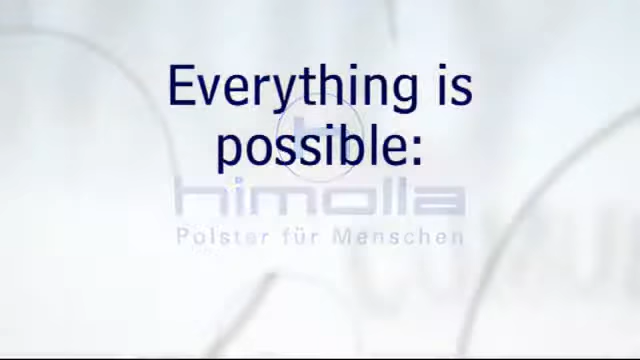 Everything is
possible:
himolla
Polster für Menschen